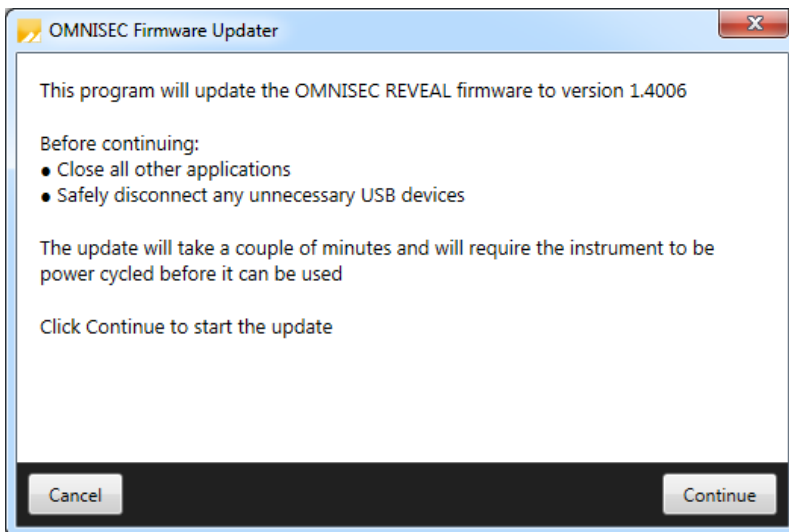 OMNISEC Firmware Updater
This program will update the OMNISEC REVEAL firmware to version 1.4006
Before continuing:
● Close all other applications
● Safely disconnect any unnecessary USB devices
The update will take a couple of minutes and will require the instrument to be
power cycled before it can be used
Click Continue to start the update
Cancel
Continue